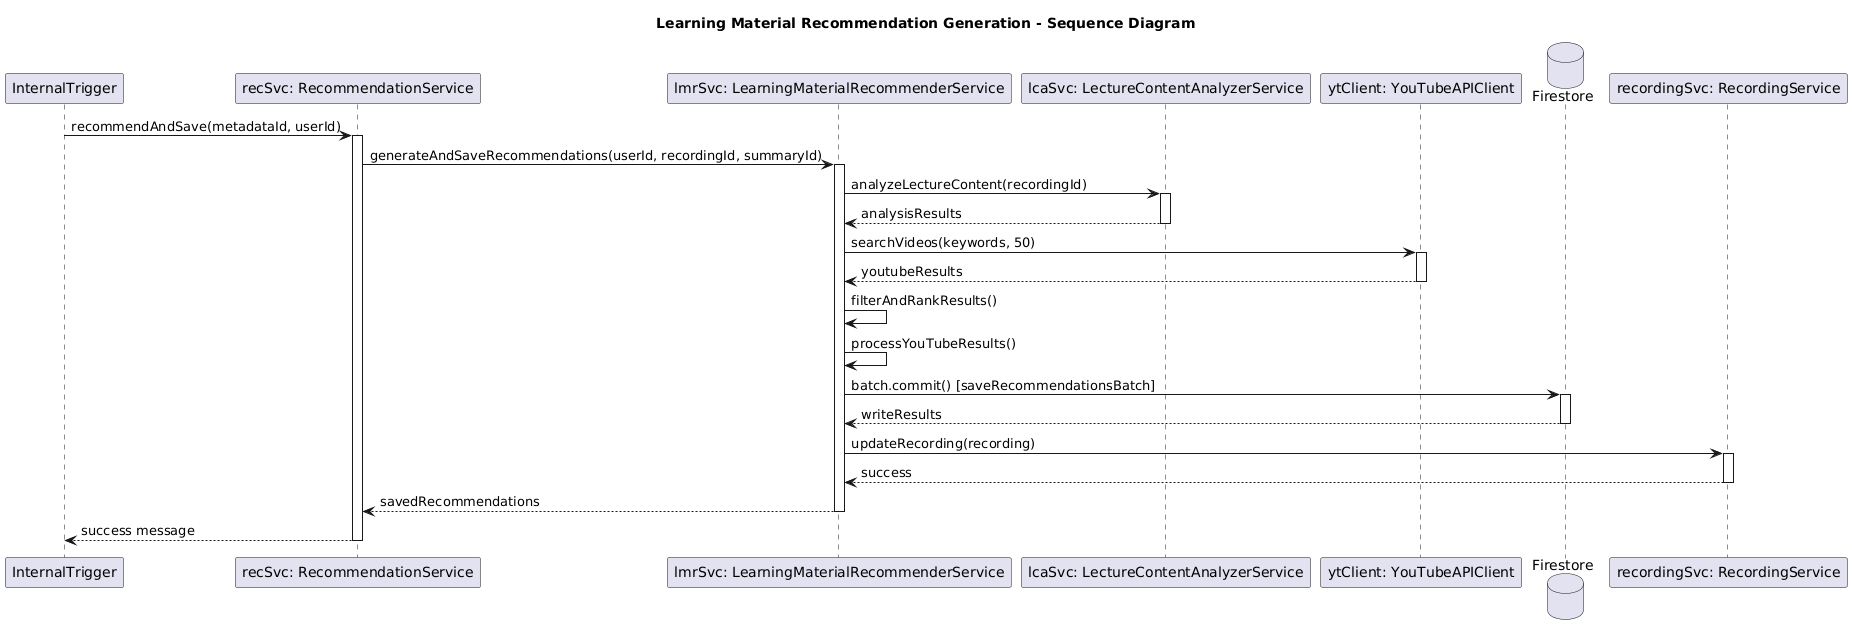 Learning Material Recommendation Generation - Sequence Diagram
InternalTrigger
recSvc: RecommendationService
lmrSvc: LearningMaterialRecommenderService
lcaSvc: LectureContentAnalyzerService
ytClient: YouTubeAPIClient
Firestore
recordingSvc: RecordingService
recommendAndSave(metadataId, userId)
generateAndSaveRecommendations(userId, recordingId, summaryId)
analyzeLectureContent(recordingId)
analysisResults
searchVideos(keywords, 50)
youtubeResults
filterAndRankResults()
processYouTubeResults()
batch.commit() [saveRecommendationsBatch]
writeResults
updateRecording(recording)
success
savedRecommendations
success message
InternalTrigger
recSvc: RecommendationService
lmrSvc: LearningMaterialRecommenderService
lcaSvc: LectureContentAnalyzerService
ytClient: YouTubeAPIClient
Firestore
recordingSvc: RecordingService